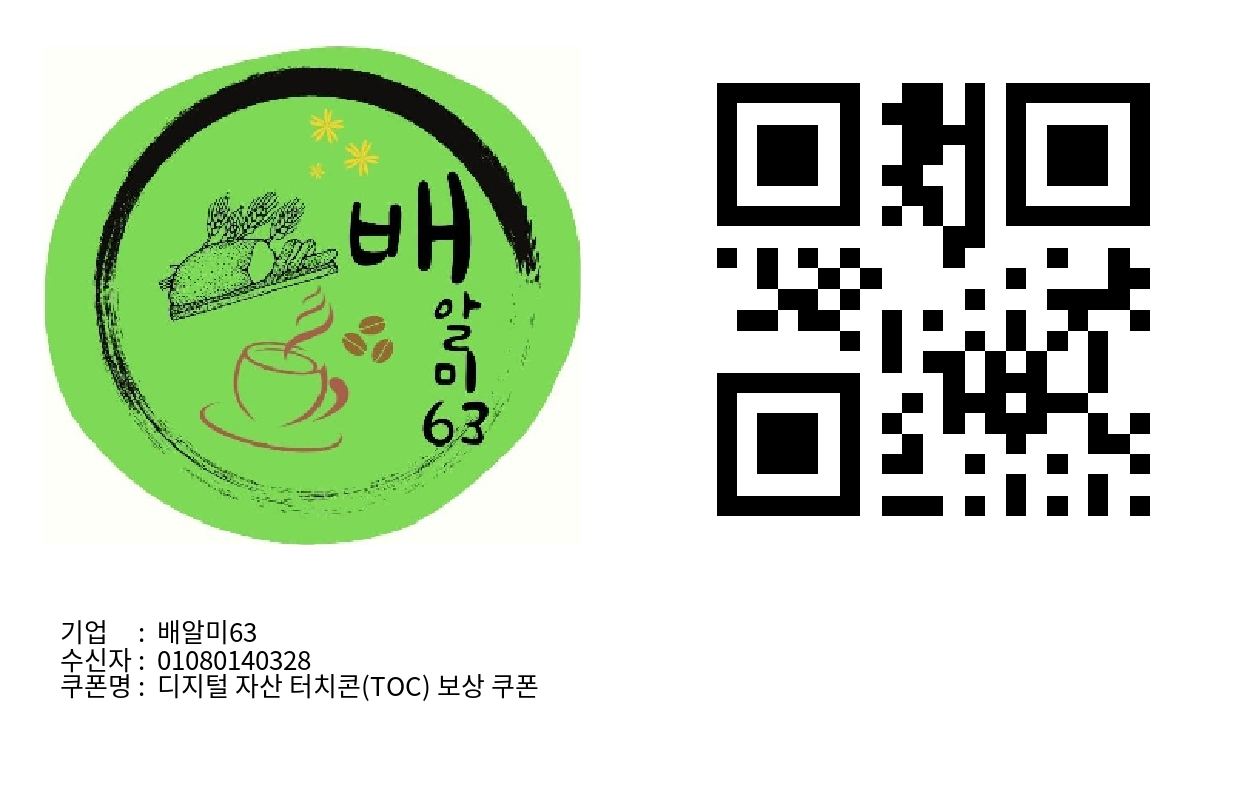 배
알
미
63
기업 : 배알미63
수신자 : 01080140328
쿠폰명 : 디지털 자산 터치콘(TOC) 보상 쿠폰